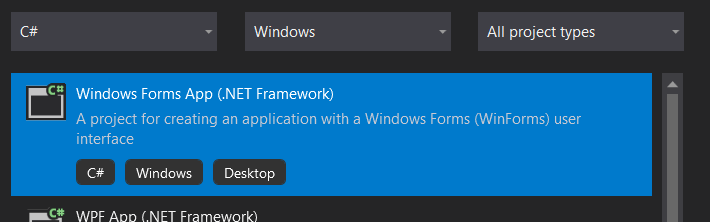 C# Windows All project types
C#
Windows Forms App (.NET Framework)
A project for creating an application with a Windows Forms (WinForms) user
interface
C# Windows Desktop
C#
WPF App (.NET Framework)